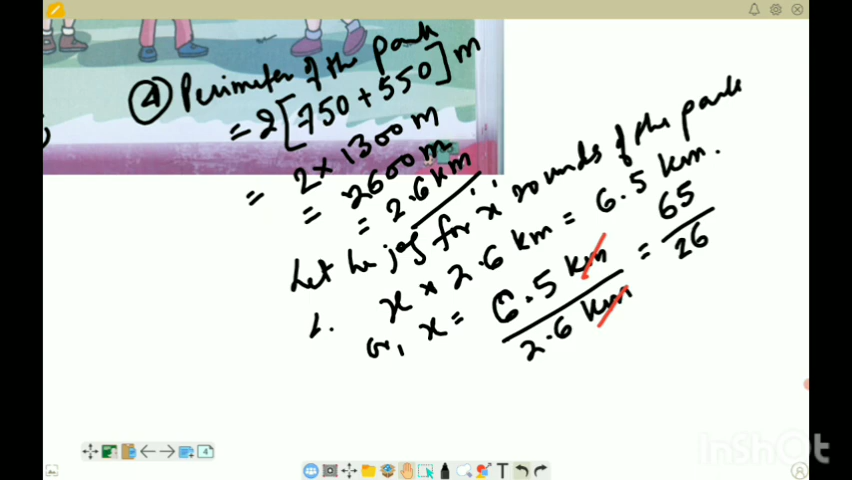 ④ Perimeter of the park
= 2[750 + 550] m
= 2 × 1300 m
= 2600 m
= 2.6 km
Let he jog for 'x' rounds of the park
∴ x × 2.6 km = 6.5 km.
or, x = 6.5 km / 2.6 km = 65 / 26
4
T
InShOt